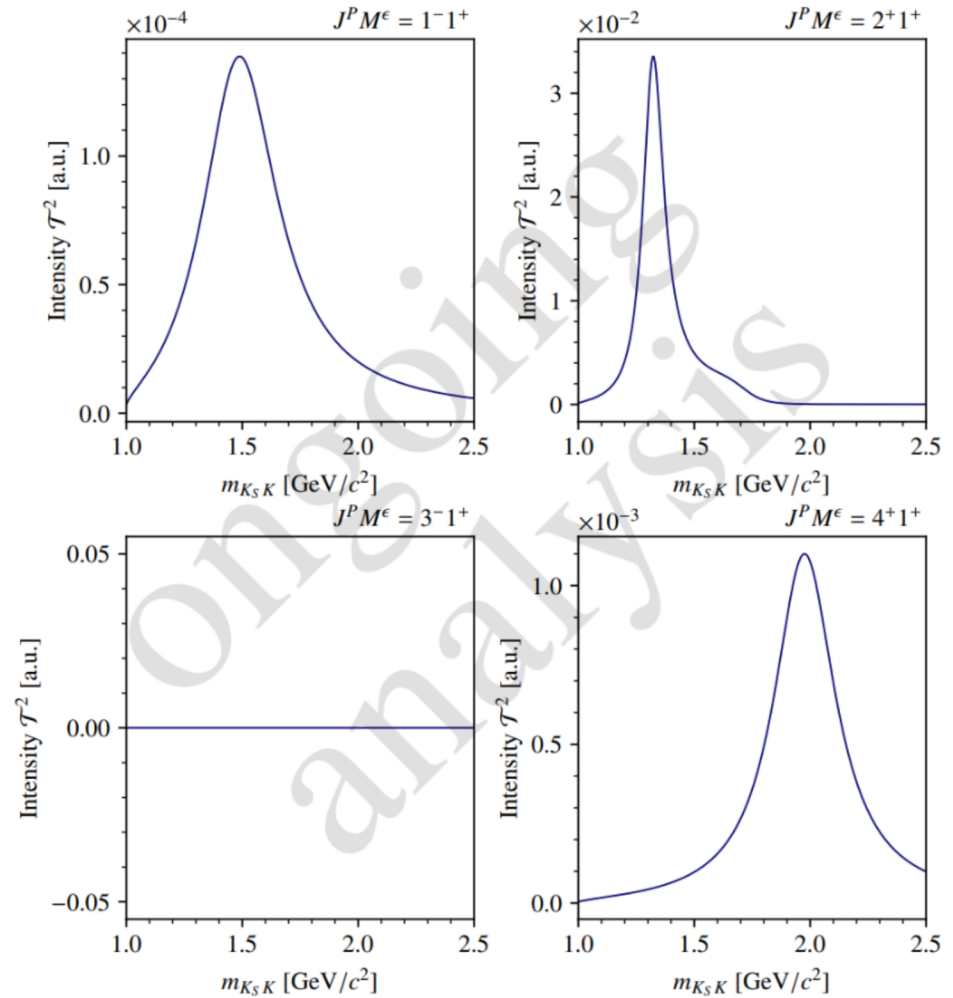 ×10⁻⁴ JᴾMᵋ = 1⁻1⁺
Intensity 𝒯² [a.u.]
1.0
0.5
0.0
1.0 1.5 2.0 2.5
m_{K_S K} [GeV/c²]
×10⁻² JᴾMᵋ = 2⁺1⁺
Intensity 𝒯² [a.u.]
3
2
1
0
1.0 1.5 2.0 2.5
m_{K_S K} [GeV/c²]
JᴾMᵋ = 3⁻1⁺
Intensity 𝒯² [a.u.]
0.05
0.00
−0.05
1.0 1.5 2.0 2.5
m_{K_S K} [GeV/c²]
×10⁻³ JᴾMᵋ = 4⁺1⁺
Intensity 𝒯² [a.u.]
1.0
0.5
0.0
1.0 1.5 2.0 2.5
m_{K_S K} [GeV/c²]
ongoing
analysis